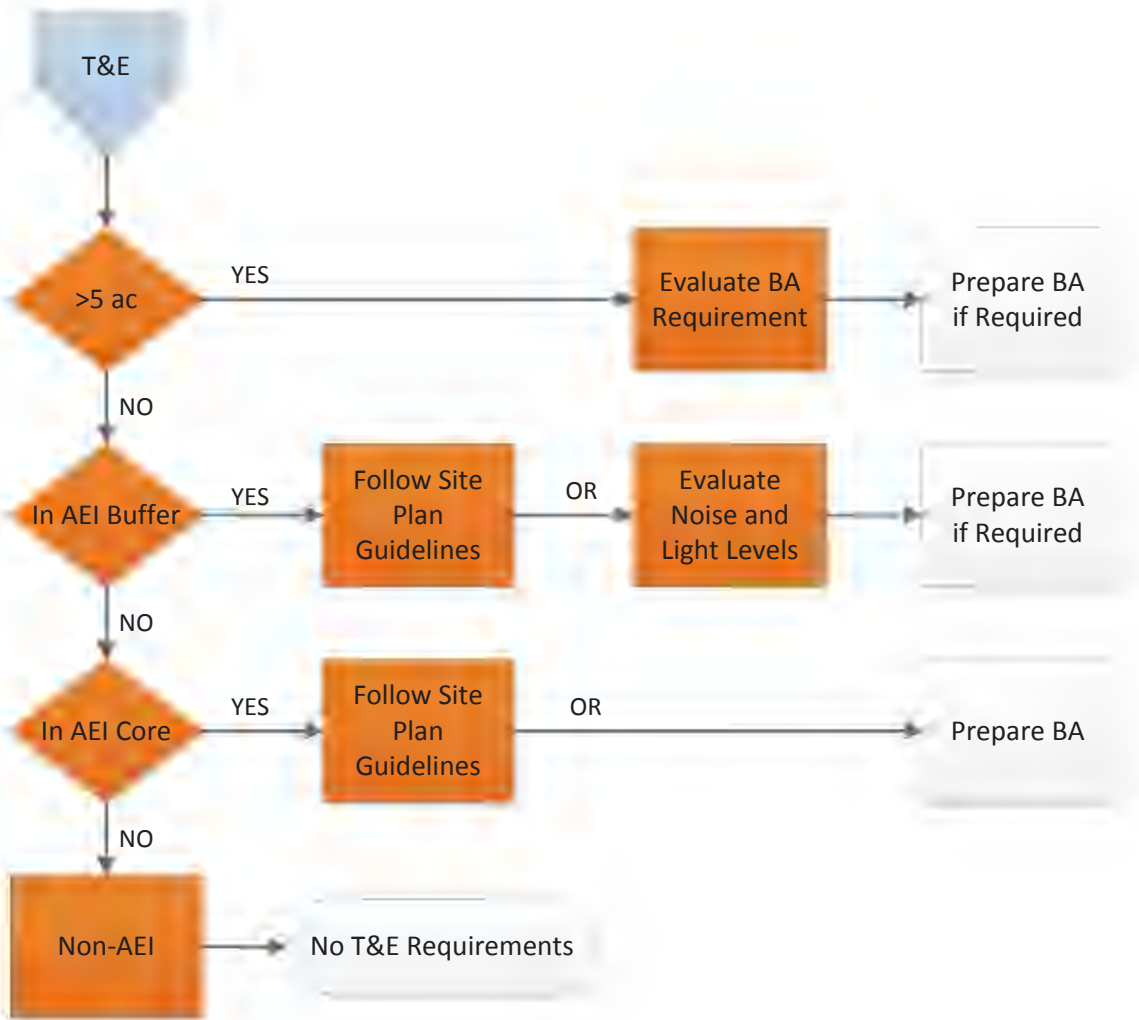 T&E
>5 ac
YES
Evaluate BA
Requirement
Prepare BA
if Required
NO
In AEI Buffer
YES
Follow Site
Plan
Guidelines
OR
Evaluate
Noise and
Light Levels
Prepare BA
if Required
NO
In AEI Core
YES
Follow Site
Plan
Guidelines
OR
Prepare BA
NO
Non-AEI
No T&E Requirements